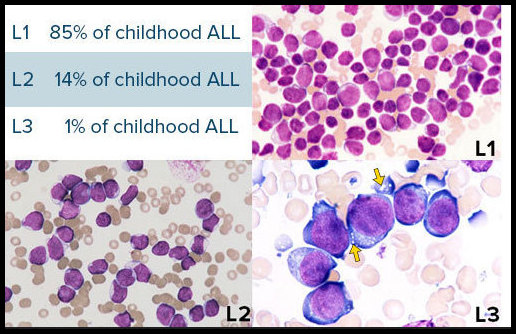 L1 85% of childhood ALL
L2 14% of childhood ALL
L3 1% of childhood ALL
L1
L2
L3